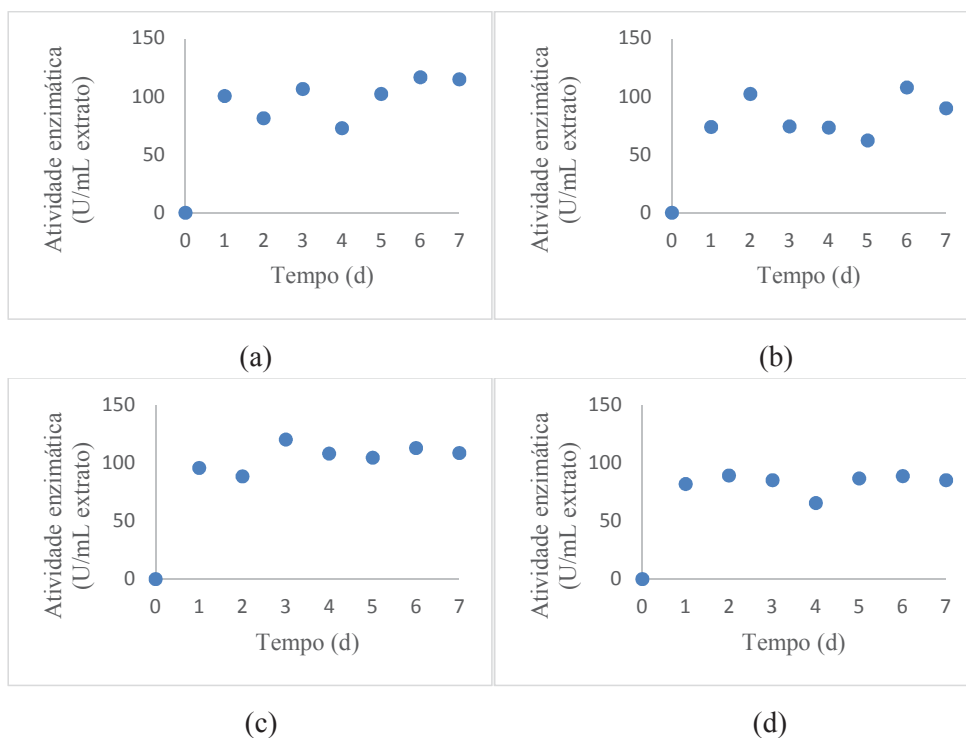 Atividade enzimática
(U/mL extrato)
150
100
50
0
0 1 2 3 4 5 6 7
Tempo (d)
(a)
Atividade enzimática
(U/mL extrato)
150
100
50
0
0 1 2 3 4 5 6 7
Tempo (d)
(b)
Atividade enzimática
(U/mL extrato)
150
100
50
0
0 1 2 3 4 5 6 7
Tempo (d)
(c)
Atividade enzimática
(U/mL extrato)
150
100
50
0
0 1 2 3 4 5 6 7
Tempo (d)
(d)